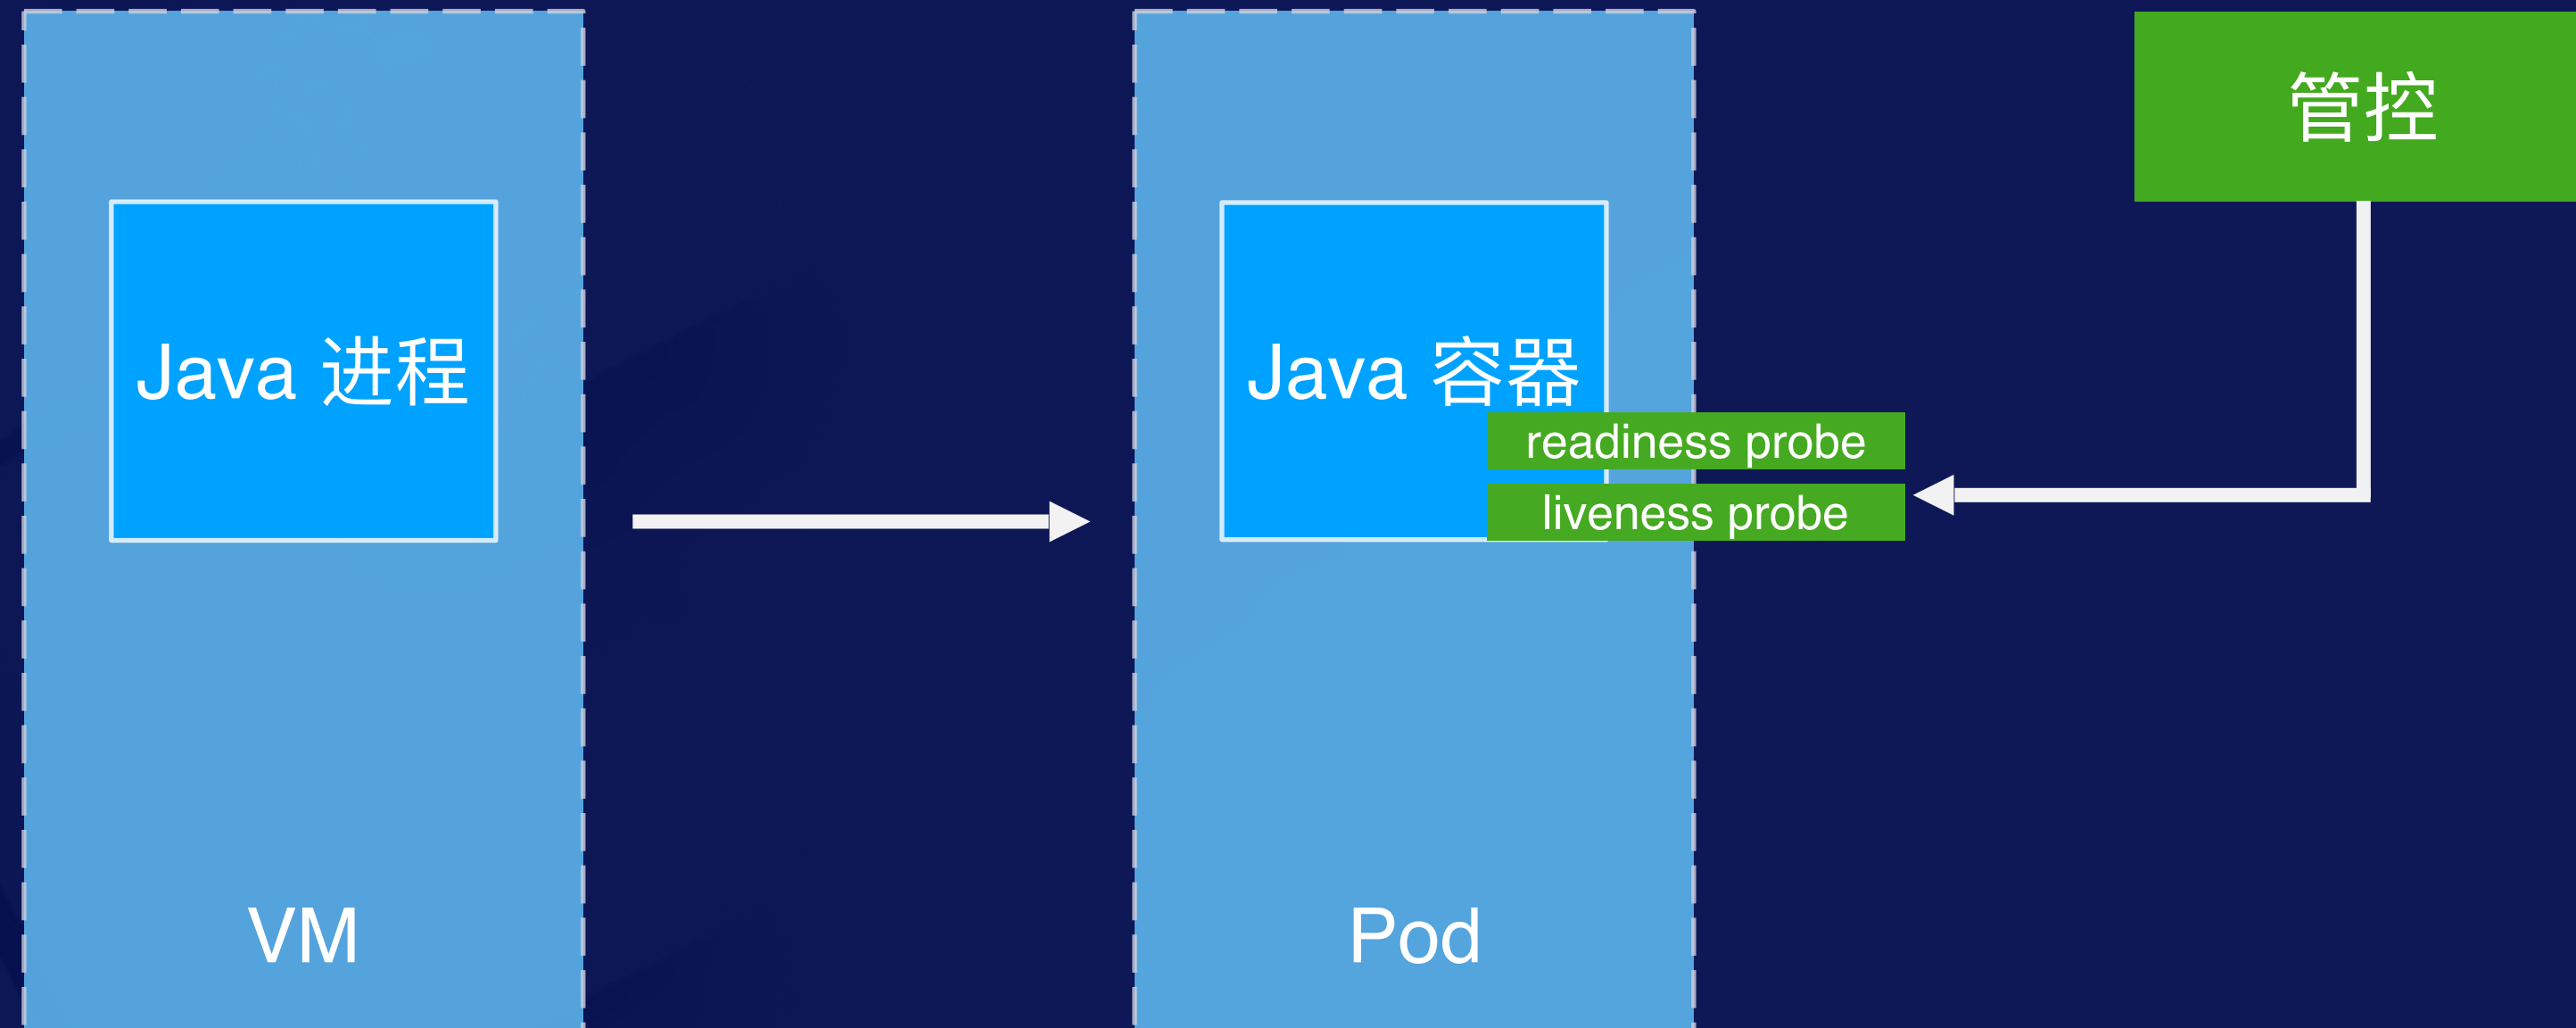 管控
Java 进程
Java 容器
readiness probe
liveness probe
VM
Pod